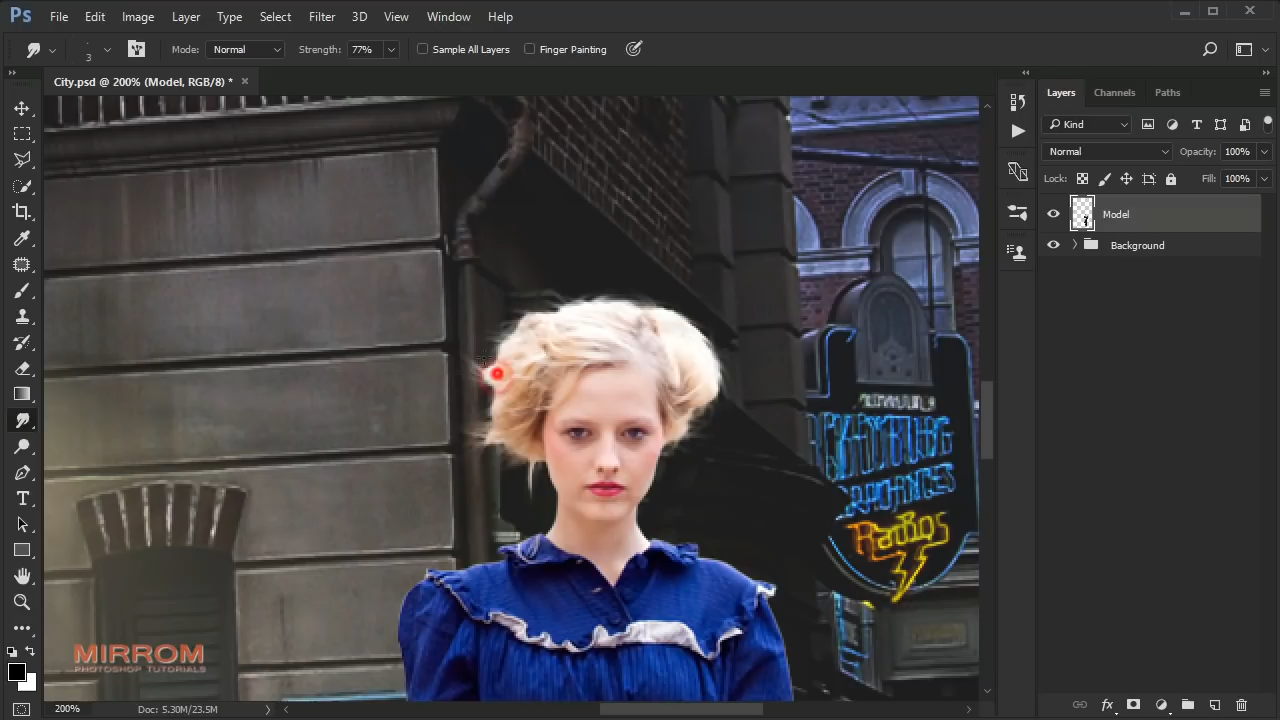 Ps File Edit Image Layer Type Select Filter 3D View Window Help
3 Mode: Normal Strength: 77% Sample All Layers Finger Painting
City.psd @ 200% (Model, RGB/8) * ×
Layers Channels Paths
Kind
Normal Opacity: 100%
Lock: Fill: 100%
Model
Background
MIRROM
PHOTOSHOP TUTORIALS
200% Doc: 5.30M/23.5M